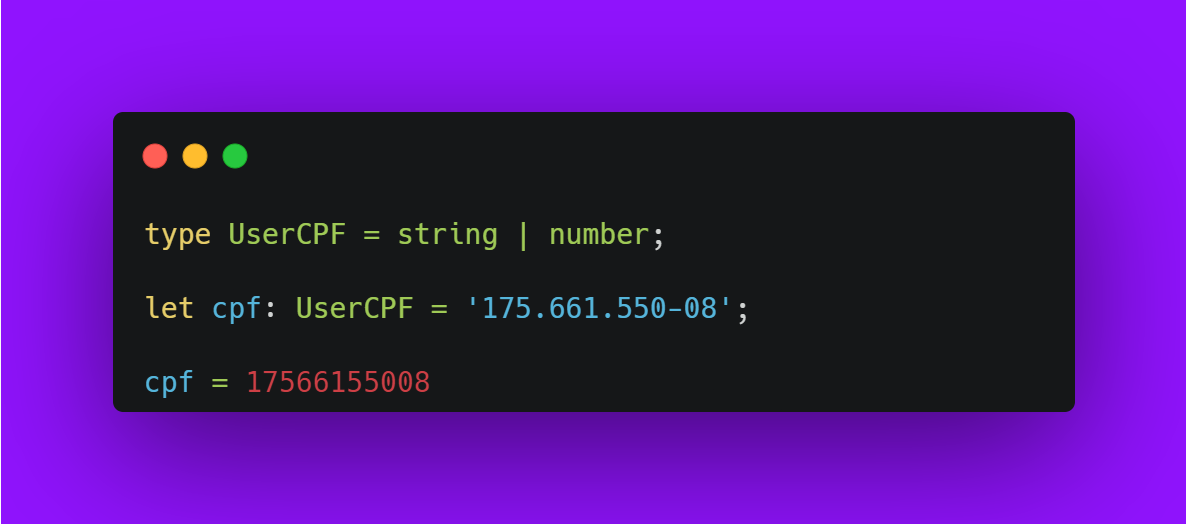 type UserCPF = string | number;
let cpf: UserCPF = '175.661.550-08';
cpf = 17566155008